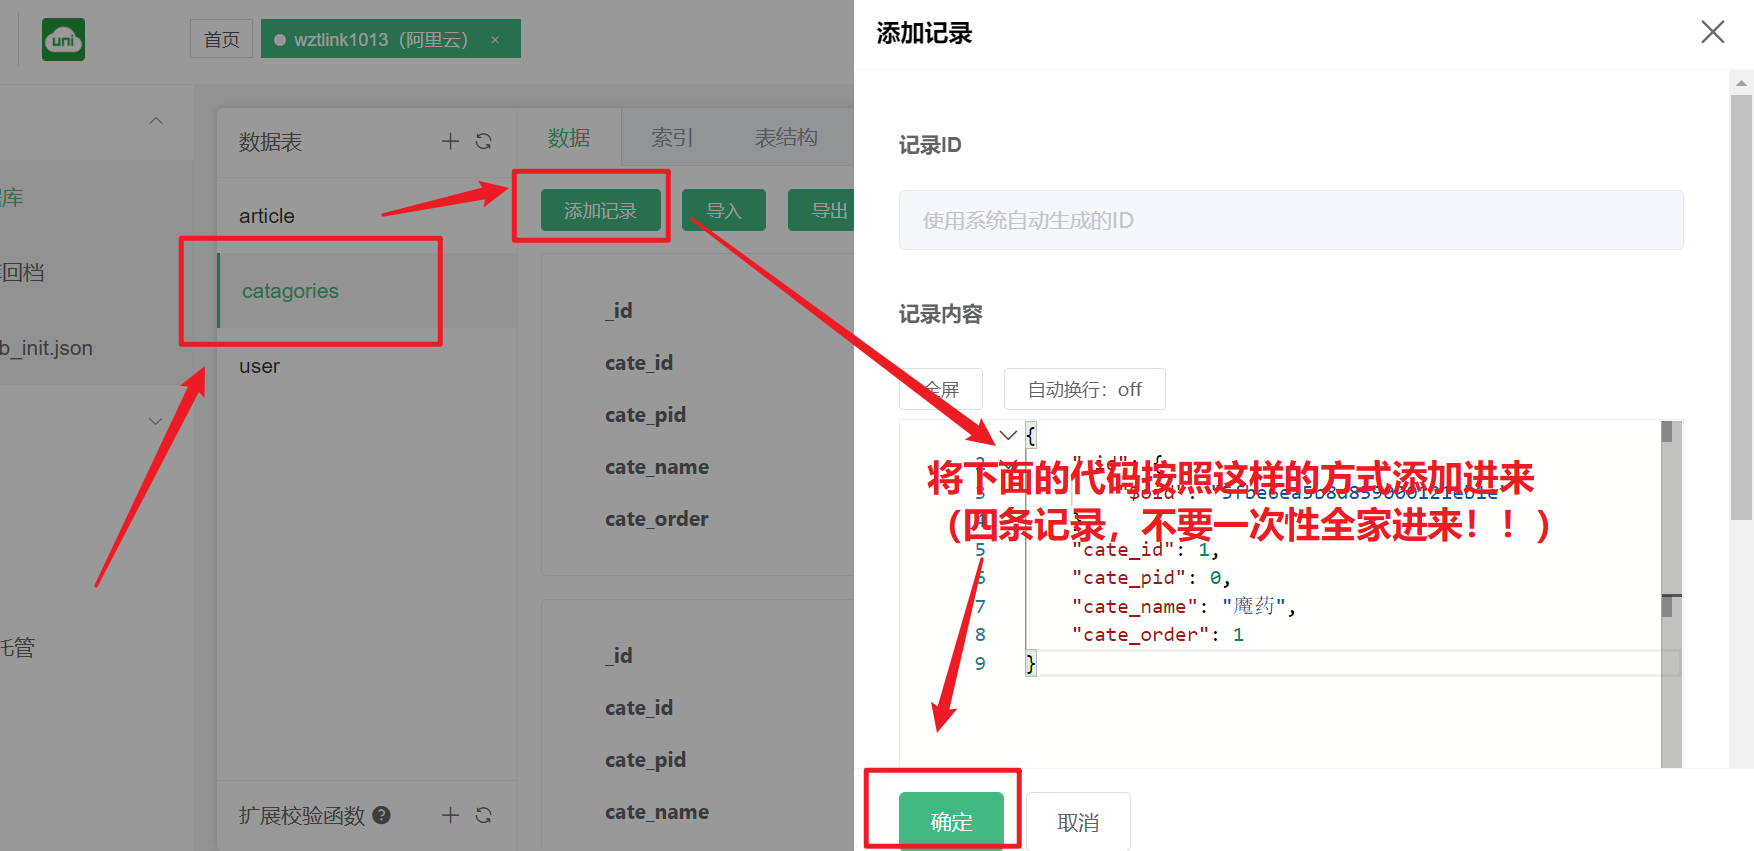 uni
首页
wztlink1013（阿里云）
×
添加记录
数据表
数据
索引
表结构
库
article
添加记录
导入
导出
记录ID
使用系统自动生成的ID
回档
catagories
_id
记录内容
b_init.json
user
cate_id
全屏
自动换行：off
cate_pid
cate_name
cate_order
{
将下面的代码按照这样的方式添加进来
（四条记录，不要一次性全家进来！！）
5 "cate_id": 1,
6 "cate_pid": 0,
7 "cate_name": "魔药",
8 "cate_order": 1
9 }
托管
_id
cate_id
cate_pid
cate_name
扩展校验函数
?
确定
取消